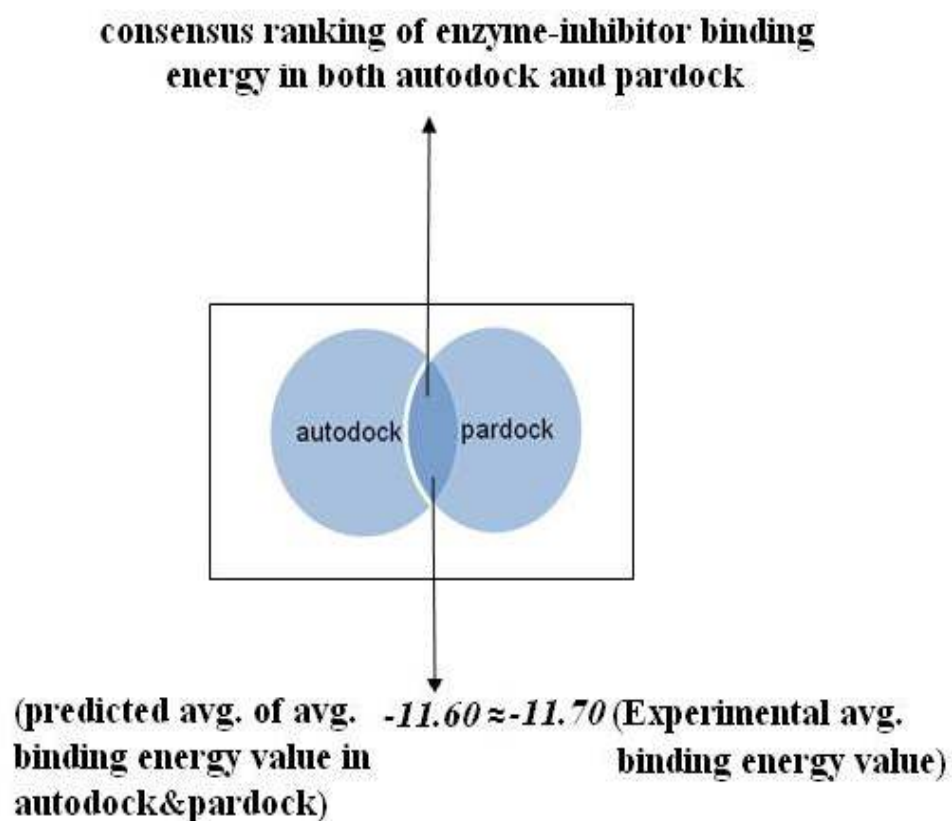 consensus ranking of enzyme-inhibitor binding
energy in both autodock and pardock
autodock
pardock
(predicted avg. of avg.
binding energy value in
autodock&pardock)
-11.60 ≈ -11.70
(Experimental avg.
binding energy value)